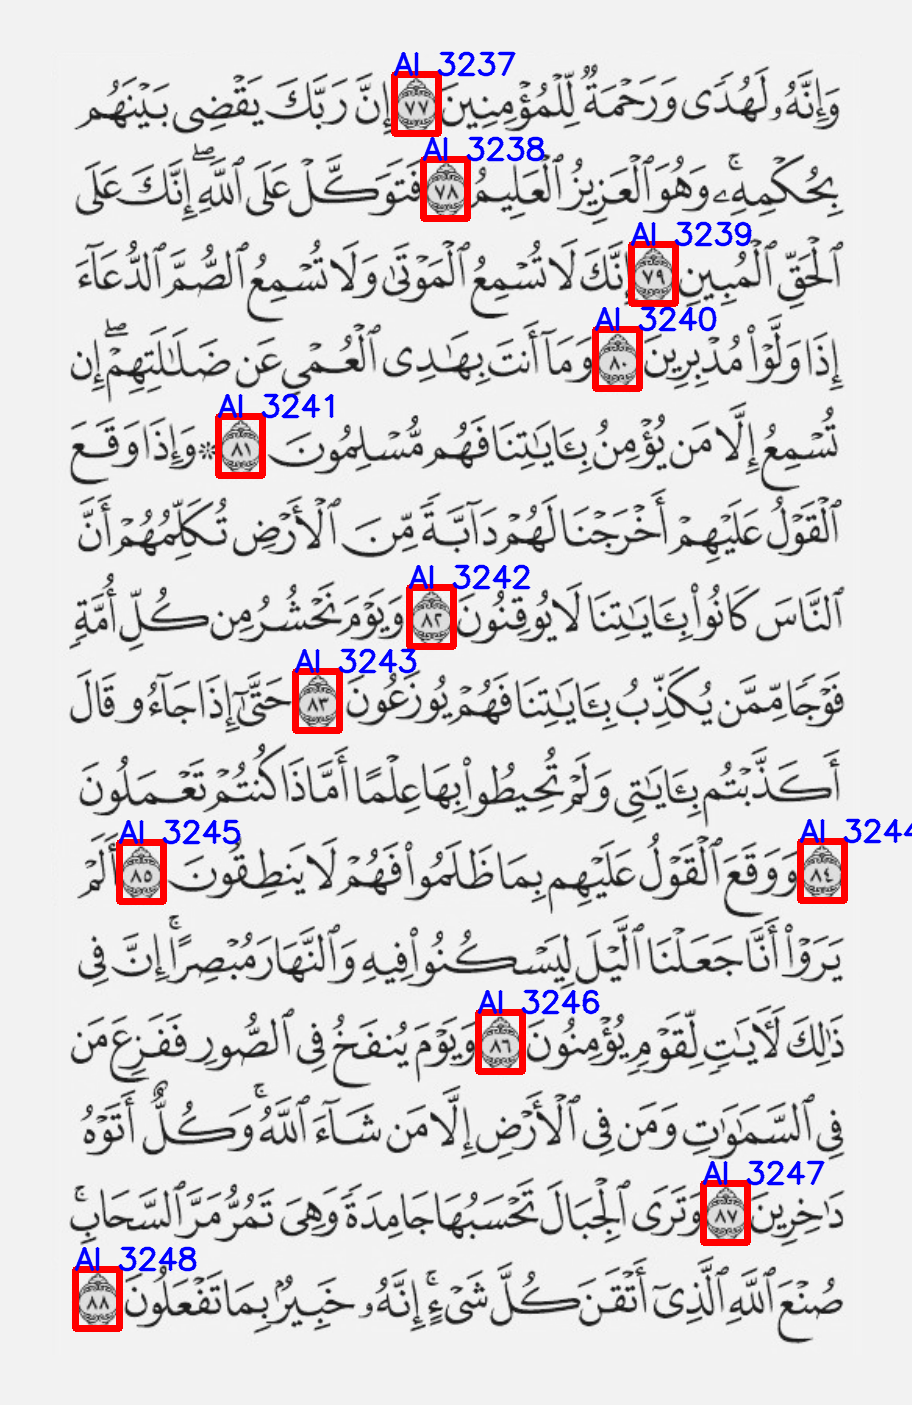 AI_3237
وَإِنَّهُۥ لَهُدٗى وَرَحۡمَةٞ لِّلۡمُؤۡمِنِينَ ٧٧ إِنَّ رَبَّكَ يَقۡضِي بَيۡنَهُم
AI_3238
بِحُكۡمِهِۦۚ وَهُوَ ٱلۡعَزِيزُ ٱلۡعَلِيمُ ٧٨ فَتَوَكَّلۡ عَلَى ٱللَّهِۖ إِنَّكَ عَلَى
AI_3239
ٱلۡحَقِّ ٱلۡمُبِينِ ٧٩ إِنَّكَ لَا تُسۡمِعُ ٱلۡمَوۡتَىٰ وَلَا تُسۡمِعُ ٱلصُّمَّ ٱلدُّعَآءَ
AI_3240
إِذَا وَلَّوۡاْ مُدۡبِرِينَ ٨٠ وَمَآ أَنتَ بِهَٰدِي ٱلۡعُمۡيِ عَن ضَلَٰلَتِهِمۡۖ إِن
AI_3241
تُسۡمِعُ إِلَّا مَن يُؤۡمِنُ بِـَٔايَٰتِنَا فَهُم مُّسۡلِمُونَ ٨١ ۞ وَإِذَا وَقَعَ
ٱلۡقَوۡلُ عَلَيۡهِمۡ أَخۡرَجۡنَا لَهُمۡ دَآبَّةٗ مِّنَ ٱلۡأَرۡضِ تُكَلِّمُهُمۡ أَنَّ
AI_3242
ٱلنَّاسَ كَانُواْ بِـَٔايَٰتِنَا لَا يُوقِنُونَ ٨٢ وَيَوۡمَ نَحۡشُرُ مِن كُلِّ أُمَّةٖ
AI_3243
فَوۡجٗا مِّمَّن يُكَذِّبُ بِـَٔايَٰتِنَا فَهُمۡ يُوزَعُونَ ٨٣ حَتَّىٰٓ إِذَا جَآءُو قَالَ
أَكَذَّبۡتُم بِـَٔايَٰتِي وَلَمۡ تُحِيطُواْ بِهَا عِلۡمًا أَمَّاذَا كُنتُمۡ تَعۡمَلُونَ
AI_3244 AI_3245
٨٤ وَوَقَعَ ٱلۡقَوۡلُ عَلَيۡهِم بِمَا ظَلَمُواْ فَهُمۡ لَا يَنطِقُونَ ٨٥ أَلَمۡ
يَرَوۡاْ أَنَّا جَعَلۡنَا ٱلَّيۡلَ لِيَسۡكُنُواْ فِيهِ وَٱلنَّهَارَ مُبۡصِرًاۚ إِنَّ فِي
AI_3246
ذَٰلِكَ لَأٓيَٰتٖ لِّقَوۡمٖ يُؤۡمِنُونَ ٨٦ وَيَوۡمَ يُنفَخُ فِي ٱلصُّورِ فَفَزِعَ مَن
فِي ٱلسَّمَٰوَٰتِ وَمَن فِي ٱلۡأَرۡضِ إِلَّا مَن شَآءَ ٱللَّهُۚ وَكُلٌّ أَتَوۡهُ
AI_3247
دَٰخِرِينَ ٨٧ وَتَرَى ٱلۡجِبَالَ تَحۡسَبُهَا جَامِدَةٗ وَهِيَ تَمُرُّ مَرَّ ٱلسَّحَابِۚ
AI_3248
صُنۡعَ ٱللَّهِ ٱلَّذِيٓ أَتۡقَنَ كُلَّ شَيۡءٍۚ إِنَّهُۥ خَبِيرُۢ بِمَا تَفۡعَلُونَ ٨٨